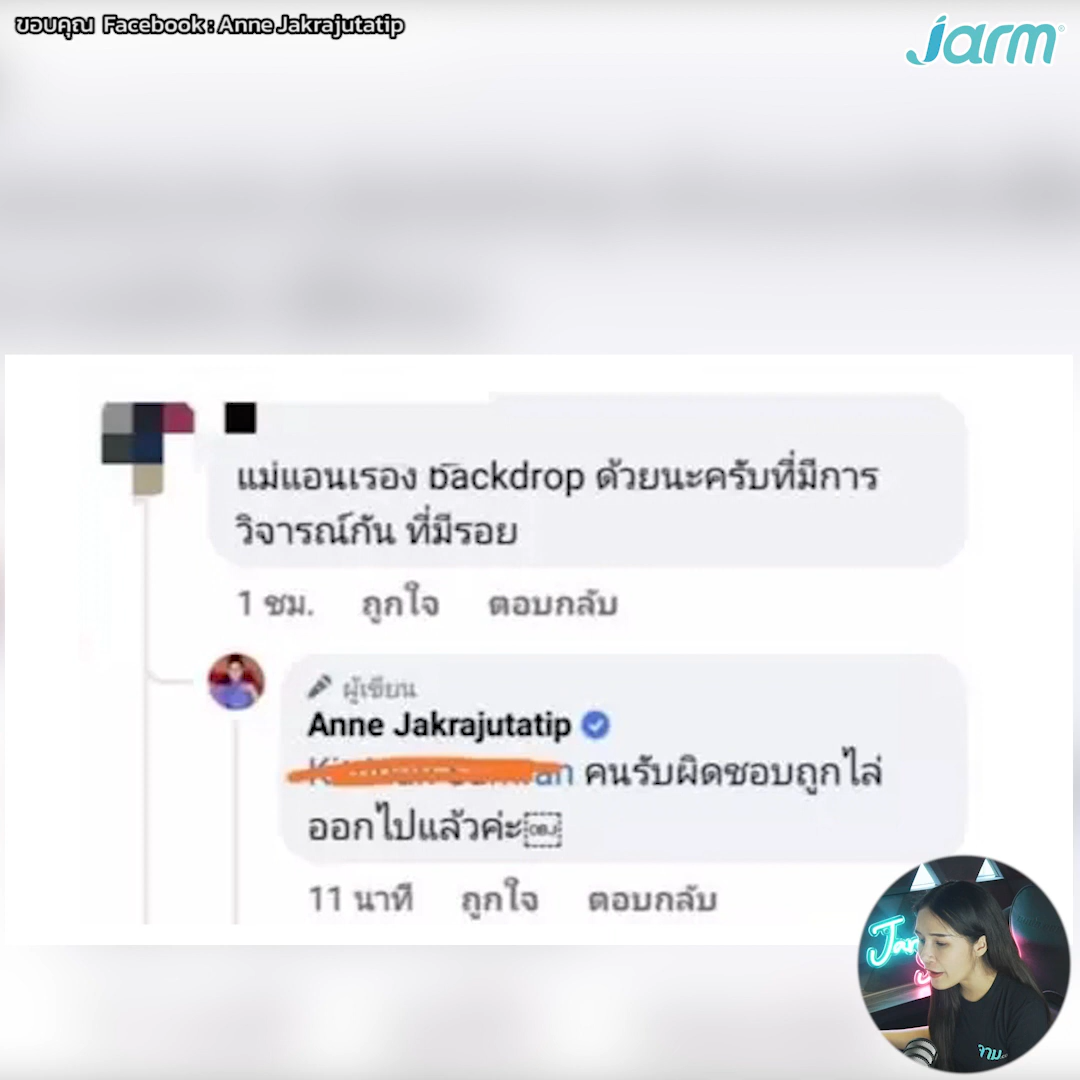 ขอบคุณ Facebook : Anne Jakrajutatip
jarm
แม่แอนเรื่อง backdrop ด้วยนะครับที่มีการ
วิจารณ์กัน ที่มีรอย
1 ชม. ถูกใจ ตอบกลับ
ผู้เขียน
Anne Jakrajutatip
คนรับผิดชอบถูกไล่
ออกไปแล้วค่ะ
11 นาที ถูกใจ ตอบกลับ
จาม